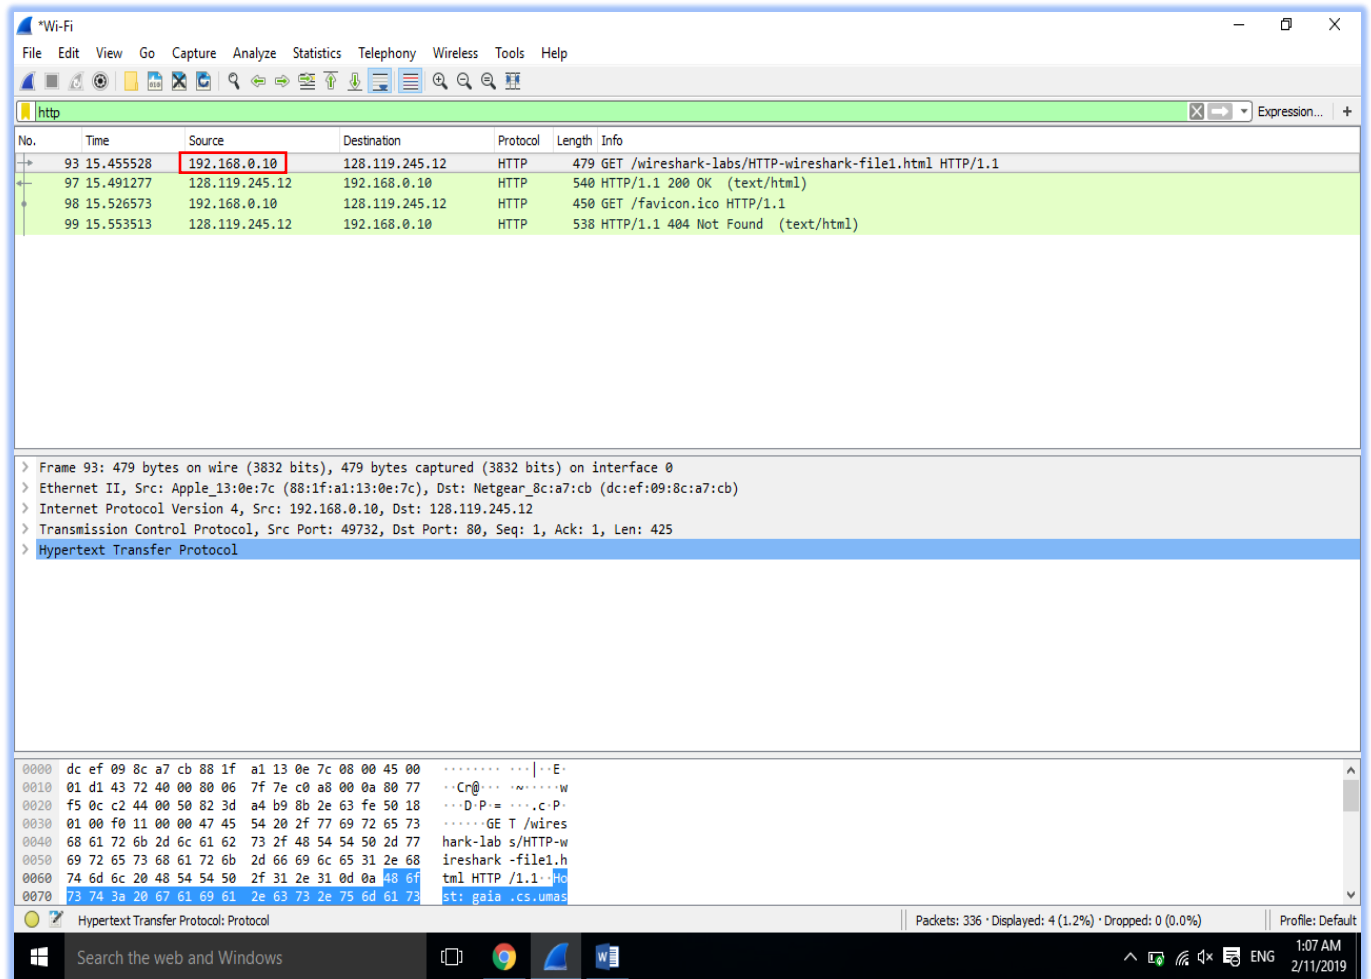 *Wi-Fi
File Edit View Go Capture Analyze Statistics Telephony Wireless Tools Help
http
Expression... +
No. Time Source Destination Protocol Length Info
93 15.455528 192.168.0.10 128.119.245.12 HTTP 479 GET /wireshark-labs/HTTP-wireshark-file1.html HTTP/1.1
97 15.491277 128.119.245.12 192.168.0.10 HTTP 540 HTTP/1.1 200 OK (text/html)
98 15.526573 192.168.0.10 128.119.245.12 HTTP 450 GET /favicon.ico HTTP/1.1
99 15.553513 128.119.245.12 192.168.0.10 HTTP 538 HTTP/1.1 404 Not Found (text/html)
> Frame 93: 479 bytes on wire (3832 bits), 479 bytes captured (3832 bits) on interface 0
> Ethernet II, Src: Apple_13:0e:7c (88:1f:a1:13:0e:7c), Dst: Netgear_8c:a7:cb (dc:ef:09:8c:a7:cb)
> Internet Protocol Version 4, Src: 192.168.0.10, Dst: 128.119.245.12
> Transmission Control Protocol, Src Port: 49732, Dst Port: 80, Seq: 1, Ack: 1, Len: 425
> Hypertext Transfer Protocol
0000 dc ef 09 8c a7 cb 88 1f a1 13 0e 7c 08 00 45 00 ········ ···|··E·
0010 01 d1 43 72 40 00 80 06 7f 7e c0 a8 00 0a 80 77 ··Cr@··· ·~·····w
0020 f5 0c c2 44 00 50 82 3d a4 b9 8b 2e 63 fe 50 18 ···D·P·= ···.c·P·
0030 01 00 f0 11 00 00 47 45 54 20 2f 77 69 72 65 73 ······GE T /wires
0040 68 61 72 6b 2d 6c 61 62 73 2f 48 54 54 50 2d 77 hark-lab s/HTTP-w
0050 69 72 65 73 68 61 72 6b 2d 66 69 6c 65 31 2e 68 ireshark -file1.h
0060 74 6d 6c 20 48 54 54 50 2f 31 2e 31 0d 0a 48 6f tml HTTP /1.1··Ho
0070 73 74 3a 20 67 61 69 61 2e 63 73 2e 75 6d 61 73 st: gaia .cs.umas
Hypertext Transfer Protocol: Protocol
Packets: 336 · Displayed: 4 (1.2%) · Dropped: 0 (0.0%)
Profile: Default
Search the web and Windows
ENG
1:07 AM
2/11/2019